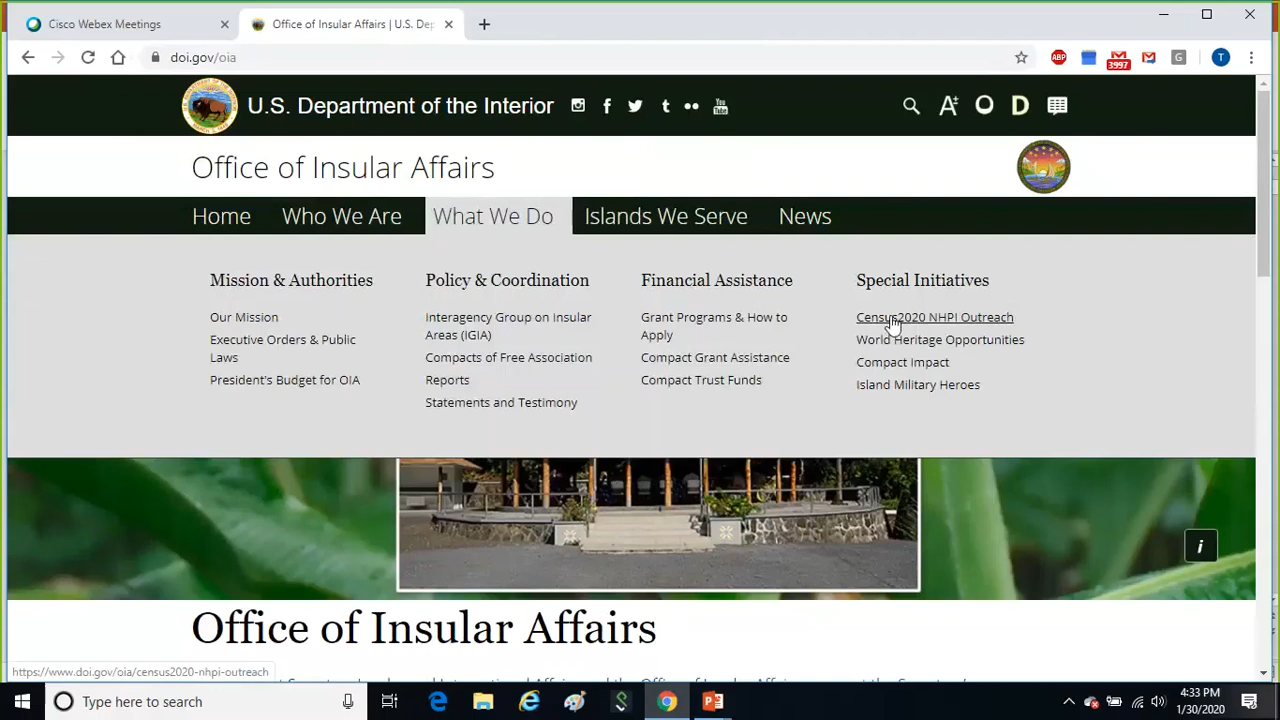 Cisco Webex Meetings
Office of Insular Affairs | U.S. Dep
doi.gov/oia
ABP
3997
G
T
U.S. Department of the Interior
Office of Insular Affairs
Home Who We Are What We Do Islands We Serve News
Mission & Authorities
Our Mission
Executive Orders & Public
Laws
President's Budget for OIA
Policy & Coordination
Interagency Group on Insular
Areas (IGIA)
Compacts of Free Association
Reports
Statements and Testimony
Financial Assistance
Grant Programs & How to
Apply
Compact Grant Assistance
Compact Trust Funds
Special Initiatives
Census2020 NHPI Outreach
World Heritage Opportunities
Compact Impact
Island Military Heroes
i
Office of Insular Affairs
https://www.doi.gov/oia/census2020-nhpi-outreach
Type here to search
4:33 PM
1/30/2020